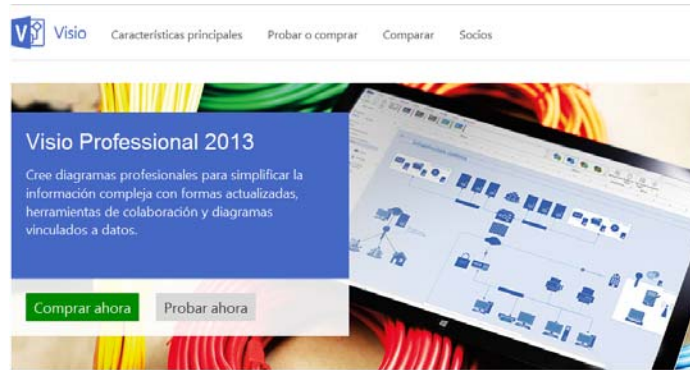 Visio
Características principales
Probar o comprar
Comparar
Socios
Visio Professional 2013
Cree diagramas profesionales para simplificar la
información compleja con formas actualizadas,
herramientas de colaboración y diagramas
vinculados a datos.
Comprar ahora
Probar ahora